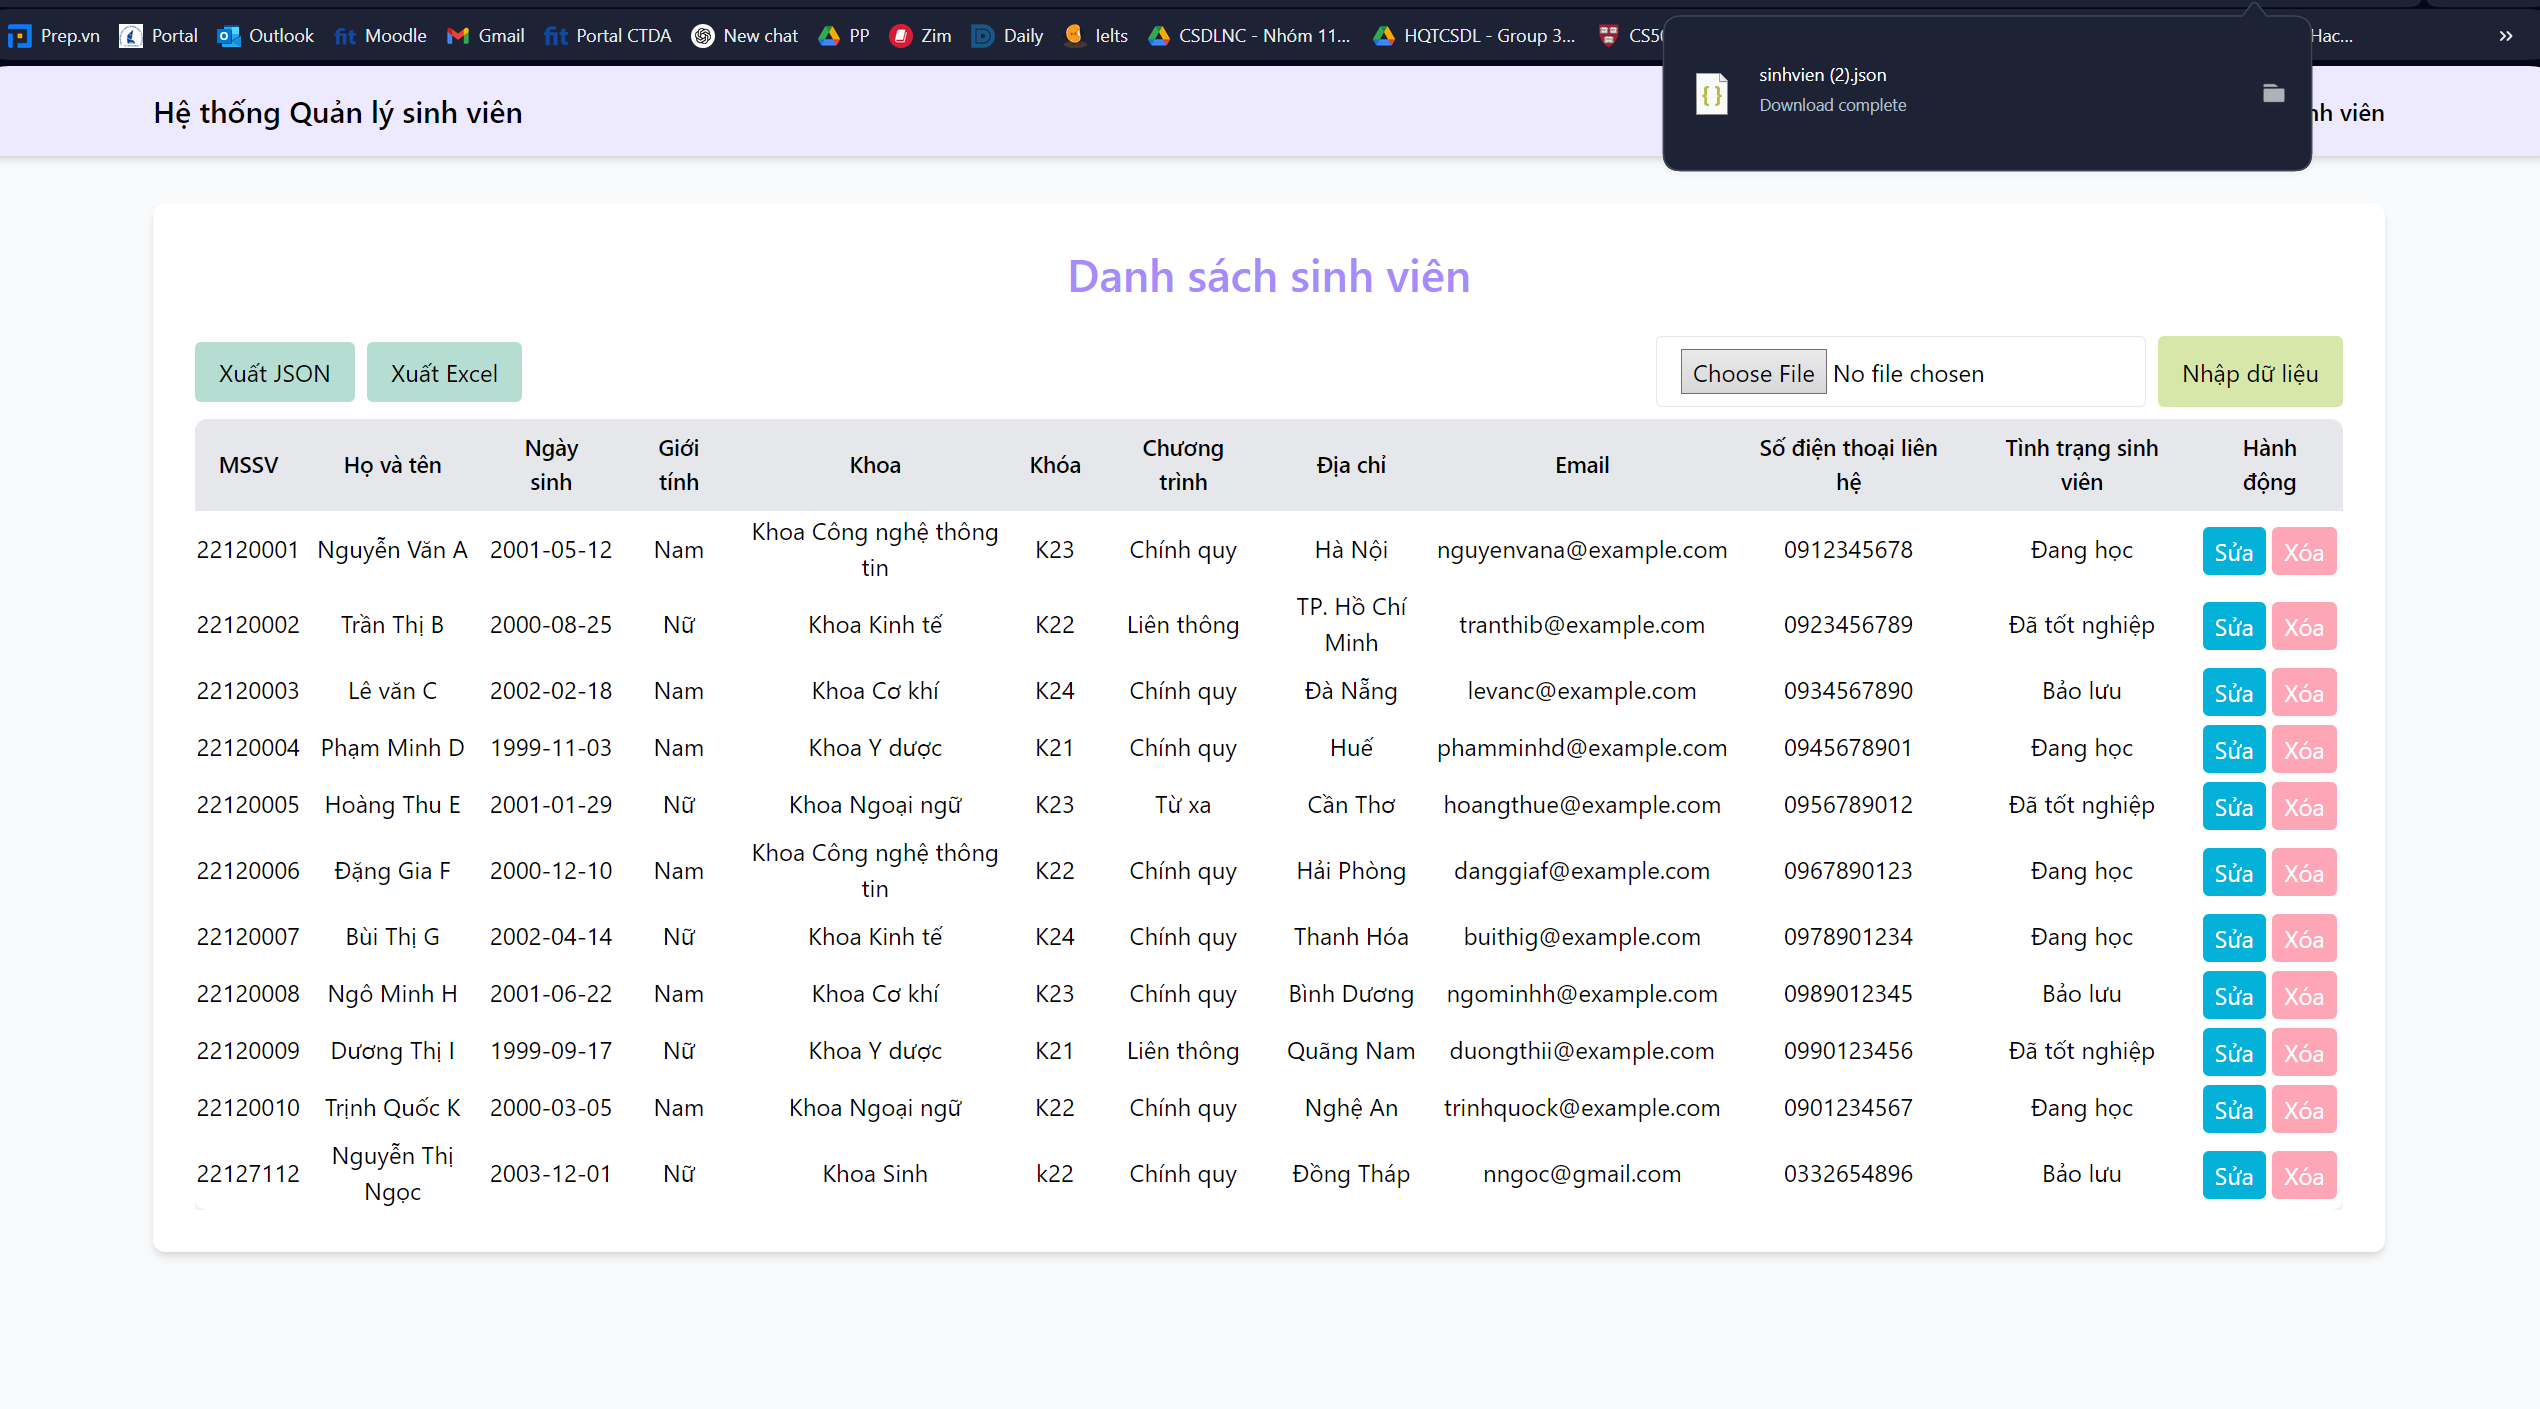 Prep.vn Portal Outlook fit Moodle Gmail fit Portal CTDA New chat PP Zim Daily Ielts CSDLNC - Nhóm 11... HQTCSDL - Group 3... CS50 Hac... »
sinhvien (2).json
Download complete
Hệ thống Quản lý sinh viên nh viên
Danh sách sinh viên
Xuất JSON Xuất Excel Choose File No file chosen Nhập dữ liệu
MSSV Họ và tên Ngày sinh Giới tính Khoa Khóa Chương trình Địa chỉ Email Số điện thoại liên hệ Tình trạng sinh viên Hành động
22120001 Nguyễn Văn A 2001-05-12 Nam Khoa Công nghệ thông tin K23 Chính quy Hà Nội nguyenvana@example.com 0912345678 Đang học Sửa Xóa
22120002 Trần Thị B 2000-08-25 Nữ Khoa Kinh tế K22 Liên thông TP. Hồ Chí Minh tranthib@example.com 0923456789 Đã tốt nghiệp Sửa Xóa
22120003 Lê văn C 2002-02-18 Nam Khoa Cơ khí K24 Chính quy Đà Nẵng levanc@example.com 0934567890 Bảo lưu Sửa Xóa
22120004 Phạm Minh D 1999-11-03 Nam Khoa Y dược K21 Chính quy Huế phamminhd@example.com 0945678901 Đang học Sửa Xóa
22120005 Hoàng Thu E 2001-01-29 Nữ Khoa Ngoại ngữ K23 Từ xa Cần Thơ hoangthue@example.com 0956789012 Đã tốt nghiệp Sửa Xóa
22120006 Đặng Gia F 2000-12-10 Nam Khoa Công nghệ thông tin K22 Chính quy Hải Phòng danggiaf@example.com 0967890123 Đang học Sửa Xóa
22120007 Bùi Thị G 2002-04-14 Nữ Khoa Kinh tế K24 Chính quy Thanh Hóa buithig@example.com 0978901234 Đang học Sửa Xóa
22120008 Ngô Minh H 2001-06-22 Nam Khoa Cơ khí K23 Chính quy Bình Dương ngominhh@example.com 0989012345 Bảo lưu Sửa Xóa
22120009 Dương Thị I 1999-09-17 Nữ Khoa Y dược K21 Liên thông Quãng Nam duongthii@example.com 0990123456 Đã tốt nghiệp Sửa Xóa
22120010 Trịnh Quốc K 2000-03-05 Nam Khoa Ngoại ngữ K22 Chính quy Nghệ An trinhquock@example.com 0901234567 Đang học Sửa Xóa
22127112 Nguyễn Thị Ngọc 2003-12-01 Nữ Khoa Sinh k22 Chính quy Đồng Tháp nngoc@gmail.com 0332654896 Bảo lưu Sửa Xóa